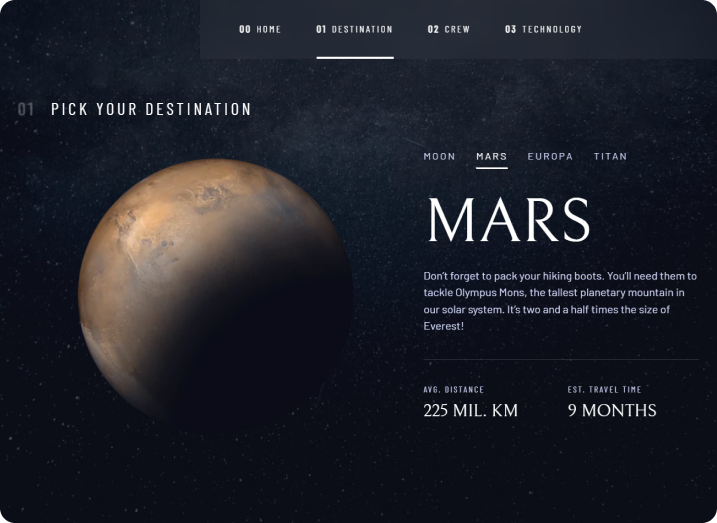 00 HOME 01 DESTINATION 02 CREW 03 TECHNOLOGY
01 PICK YOUR DESTINATION
MOON MARS EUROPA TITAN
MARS
Don’t forget to pack your hiking boots. You’ll need them to
tackle Olympus Mons, the tallest planetary mountain in
our solar system. It’s two and a half times the size of
Everest!
AVG. DISTANCE EST. TRAVEL TIME
225 MIL. KM 9 MONTHS